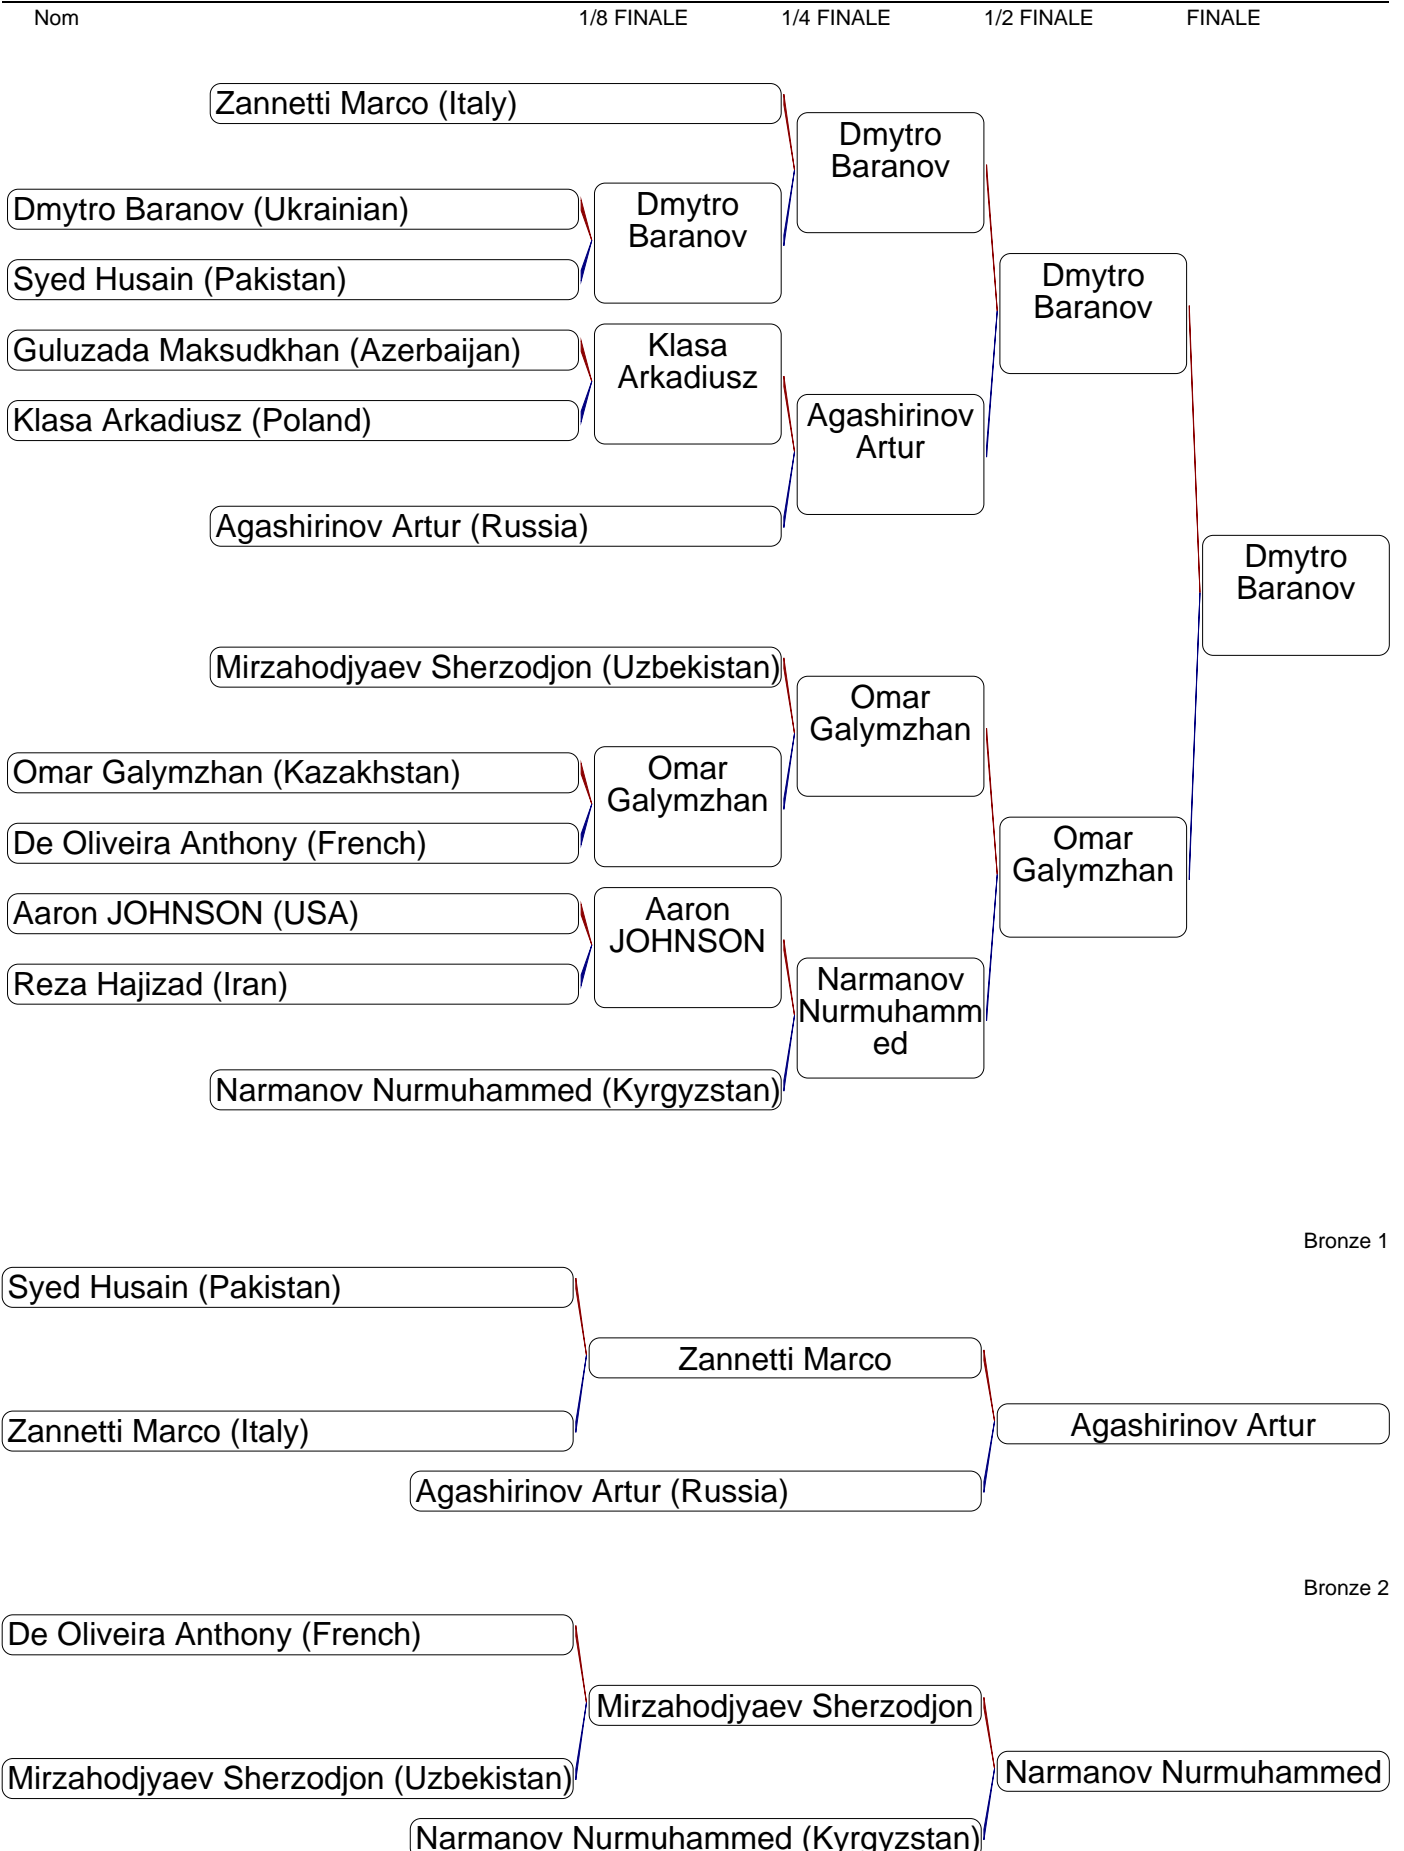 Nom 1/8 FINALE 1/4 FINALE 1/2 FINALE FINALE
Zannetti Marco (Italy)
Dmytro
Baranov
Dmytro Baranov (Ukrainian)
Dmytro
Baranov
Syed Husain (Pakistan)
Dmytro
Baranov
Guluzada Maksudkhan (Azerbaijan)
Klasa
Arkadiusz
Klasa Arkadiusz (Poland)
Agashirinov
Artur
Agashirinov Artur (Russia)
Dmytro
Baranov
Mirzahodjyaev Sherzodjon (Uzbekistan)
Omar
Galymzhan
Omar Galymzhan (Kazakhstan)
Omar
Galymzhan
De Oliveira Anthony (French)
Omar
Galymzhan
Aaron JOHNSON (USA)
Aaron
JOHNSON
Reza Hajizad (Iran)
Narmanov
Nurmuhamm
ed
Narmanov Nurmuhammed (Kyrgyzstan)
Bronze 1
Syed Husain (Pakistan)
Zannetti Marco
Zannetti Marco (Italy)
Agashirinov Artur
Agashirinov Artur (Russia)
Bronze 2
De Oliveira Anthony (French)
Mirzahodjyaev Sherzodjon
Mirzahodjyaev Sherzodjon (Uzbekistan)
Narmanov Nurmuhammed
Narmanov Nurmuhammed (Kyrgyzstan)